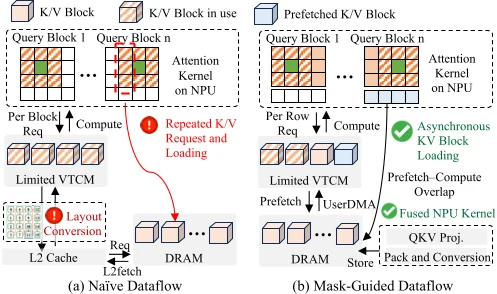 K/V Block
K/V Block in use
Prefetched K/V Block
Query Block 1
Query Block n
...
Attention
Kernel
on NPU
Per Block
Req
Compute
Repeated K/V
Request and
Loading
Limited VTCM
Layout
Conversion
L2 Cache
Req
L2fetch
...
DRAM
(a) Naïve Dataflow
Query Block 1
Query Block n
...
Attention
Kernel
on NPU
Per Row
Req
Compute
Asynchronous
KV Block
Loading
Limited VTCM
Prefetch–Compute
Overlap
Prefetch
UserDMA
Fused NPU Kernel
...
DRAM
QKV Proj.
Pack and Conversion
Store
(b) Mask-Guided Dataflow